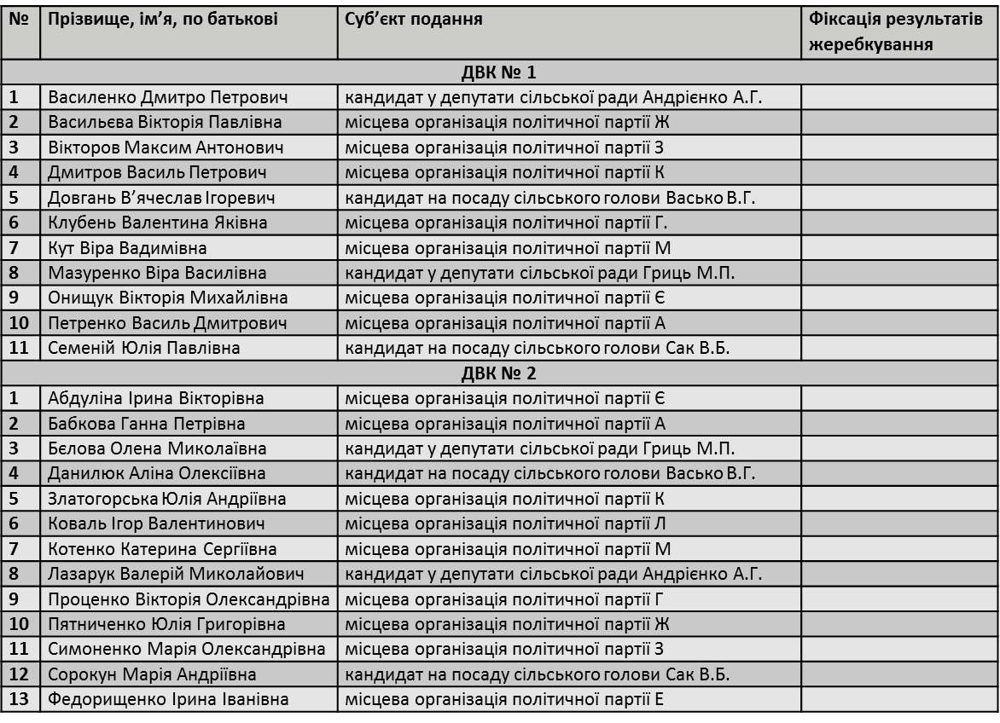 № Прізвище, ім’я, по батькові Суб’єкт подання Фіксація результатів
жеребкування
ДВК № 1
1 Василенко Дмитро Петрович кандидат у депутати сільської ради Андрієнко А.Г.
2 Васильєва Вікторія Павлівна місцева організація політичної партії Ж
3 Вікторов Максим Антонович місцева організація політичної партії З
4 Дмитров Василь Петрович місцева організація політичної партії К
5 Довгань В’ячеслав Ігоревич кандидат на посаду сільського голови Васько В.Г.
6 Клубень Валентина Яківна місцева організація політичної партії Г.
7 Кут Віра Вадимівна місцева організація політичної партії М
8 Мазуренко Віра Василівна кандидат у депутати сільської ради Гриць М.П.
9 Онищук Вікторія Михайлівна місцева організація політичної партії Є
10 Петренко Василь Дмитрович місцева організація політичної партії А
11 Семеній Юлія Павлівна кандидат на посаду сільського голови Сак В.Б.
ДВК № 2
1 Абдуліна Ірина Вікторівна місцева організація політичної партії Є
2 Бабкова Ганна Петрівна місцева організація політичної партії А
3 Бєлова Олена Миколаївна кандидат у депутати сільської ради Гриць М.П.
4 Данилюк Аліна Олексіївна кандидат на посаду сільського голови Васько В.Г.
5 Златогорська Юлія Андріївна місцева організація політичної партії К
6 Коваль Ігор Валентинович місцева організація політичної партії Л
7 Котенко Катерина Сергіївна місцева організація політичної партії М
8 Лазарук Валерій Миколайович кандидат у депутати сільської ради Андрієнко А.Г.
9 Проценко Вікторія Олександрівна місцева організація політичної партії Г
10 Пятниченко Юлія Григорівна місцева організація політичної партії Ж
11 Симоненко Марія Олександрівна місцева організація політичної партії З
12 Сорокун Марія Андріївна кандидат на посаду сільського голови Сак В.Б.
13 Федорищенко Ірина Іванівна місцева організація політичної партії Е